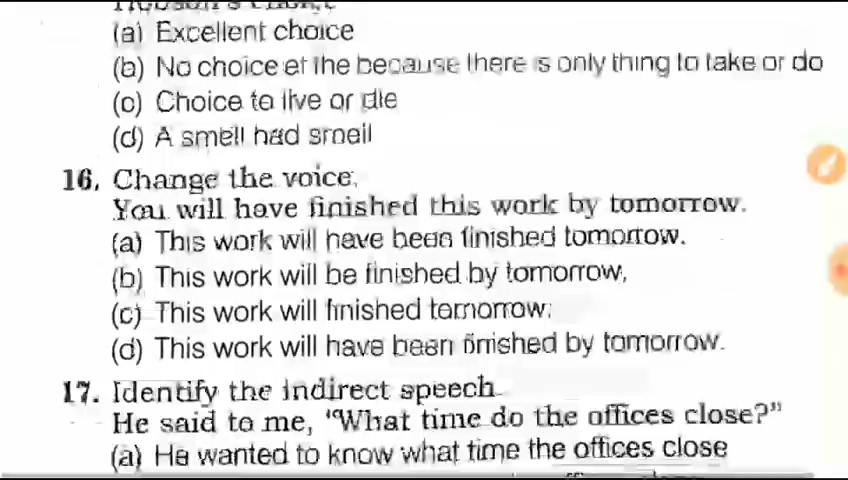 Hobson's Choice
(a) Excellent choice
(b) No choice at the because there is only thing to take or do
(c) Choice to live or die
(d) A smell had
16. Change the voice.
You will have finished this work by tomorrow.
(a) This work will have been finished tomorrow.
(b) This work will be finished by tomorrow.
(c) This work will finished tomorrow.
(d) This work will have been finished by tomorrow.
17. Identify the indirect speech.
He said to me, "What time do the offices close?"
(a) He wanted to know what time the offices close